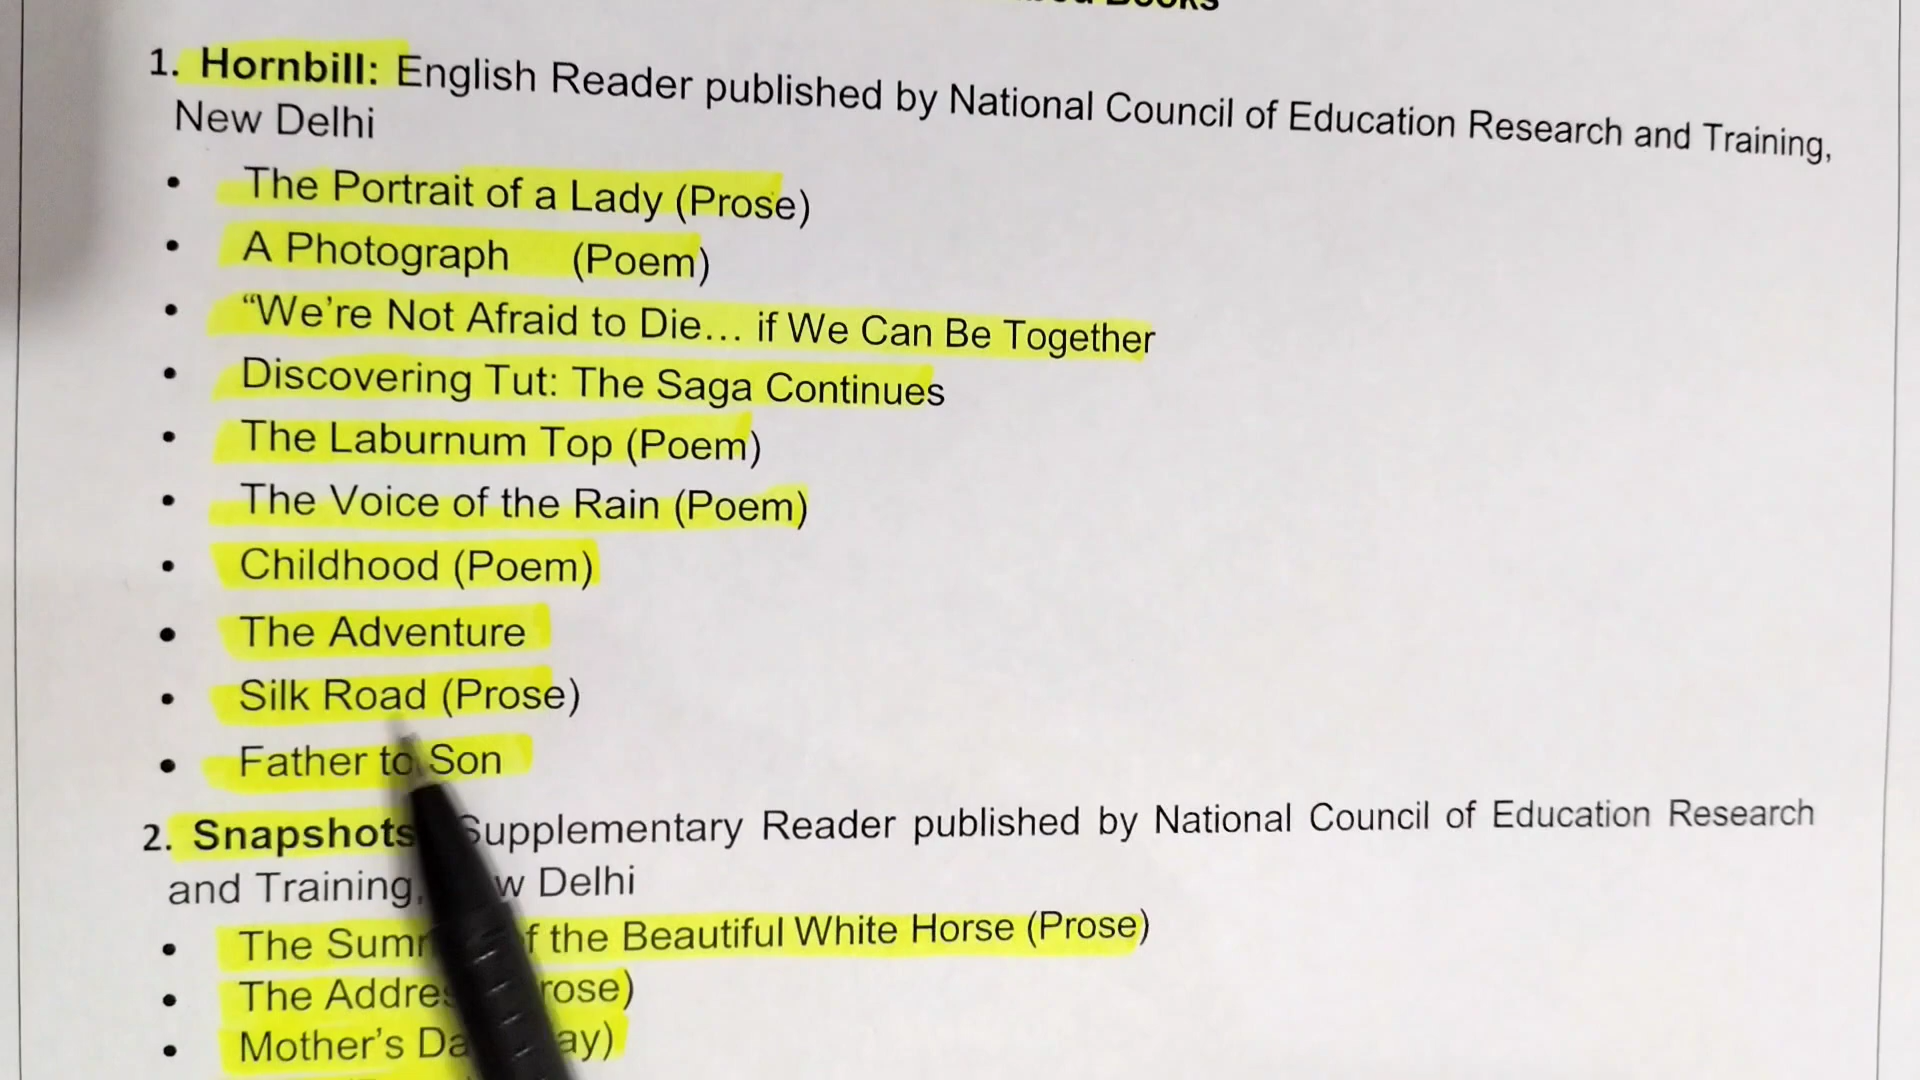 Books
1. Hornbill: English Reader published by National Council of Education Research and Training,
New Delhi
• The Portrait of a Lady (Prose)
• A Photograph (Poem)
• “We’re Not Afraid to Die... if We Can Be Together
• Discovering Tut: The Saga Continues
• The Laburnum Top (Poem)
• The Voice of the Rain (Poem)
• Childhood (Poem)
• The Adventure
• Silk Road (Prose)
• Father to Son
2. Snapshots Supplementary Reader published by National Council of Education Research
and Training, Delhi
• The of the Beautiful White Horse (Prose)
• The
• Mother’s